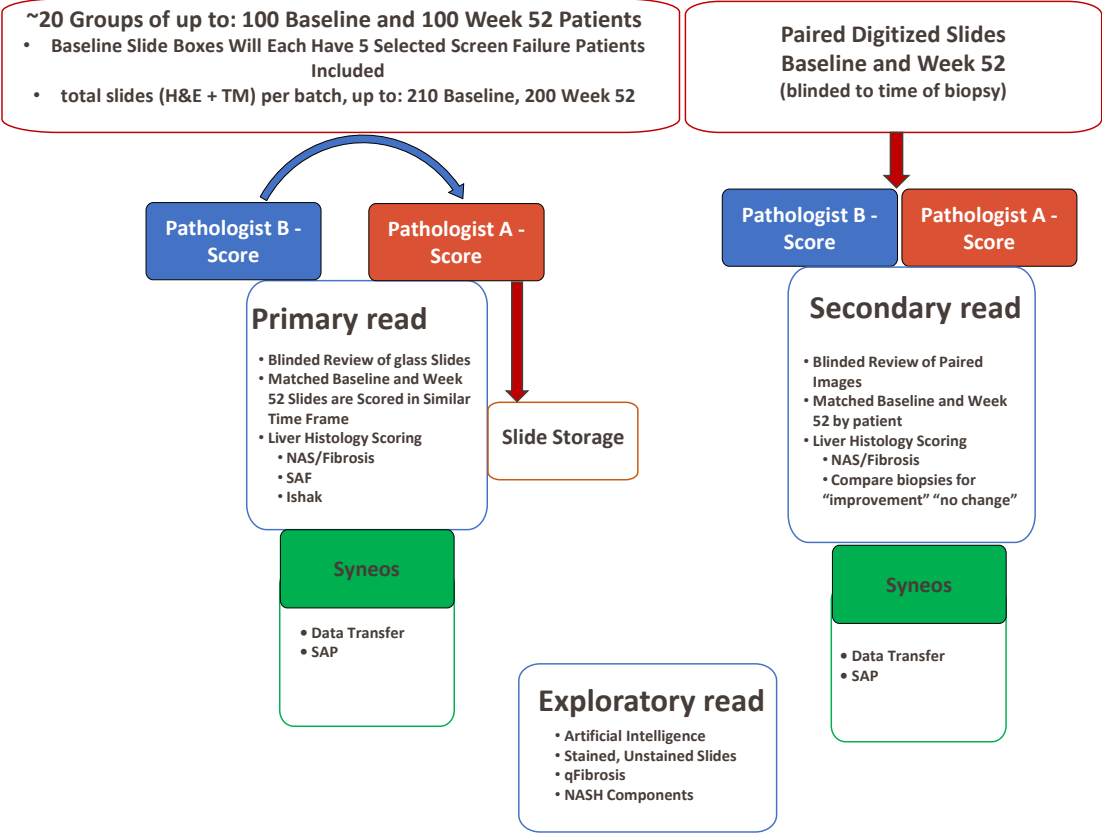 ~20 Groups of up to: 100 Baseline and 100 Week 52 Patients
• Baseline Slide Boxes Will Each Have 5 Selected Screen Failure Patients
Included
• total slides (H&E + TM) per batch, up to: 210 Baseline, 200 Week 52
Paired Digitized Slides
Baseline and Week 52
(blinded to time of biopsy)
Pathologist B -
Score
Pathologist A -
Score
Primary read
• Blinded Review of glass Slides
• Matched Baseline and Week
52 Slides are Scored in Similar
Time Frame
• Liver Histology Scoring
• NAS/Fibrosis
• SAF
• Ishak
Slide Storage
Syneos
• Data Transfer
• SAP
Pathologist B -
Score
Pathologist A -
Score
Secondary read
• Blinded Review of Paired
Images
• Matched Baseline and Week
52 by patient
• Liver Histology Scoring
• NAS/Fibrosis
• Compare biopsies for
“improvement” “no change”
Syneos
• Data Transfer
• SAP
Exploratory read
• Artificial Intelligence
• Stained, Unstained Slides
• qFibrosis
• NASH Components